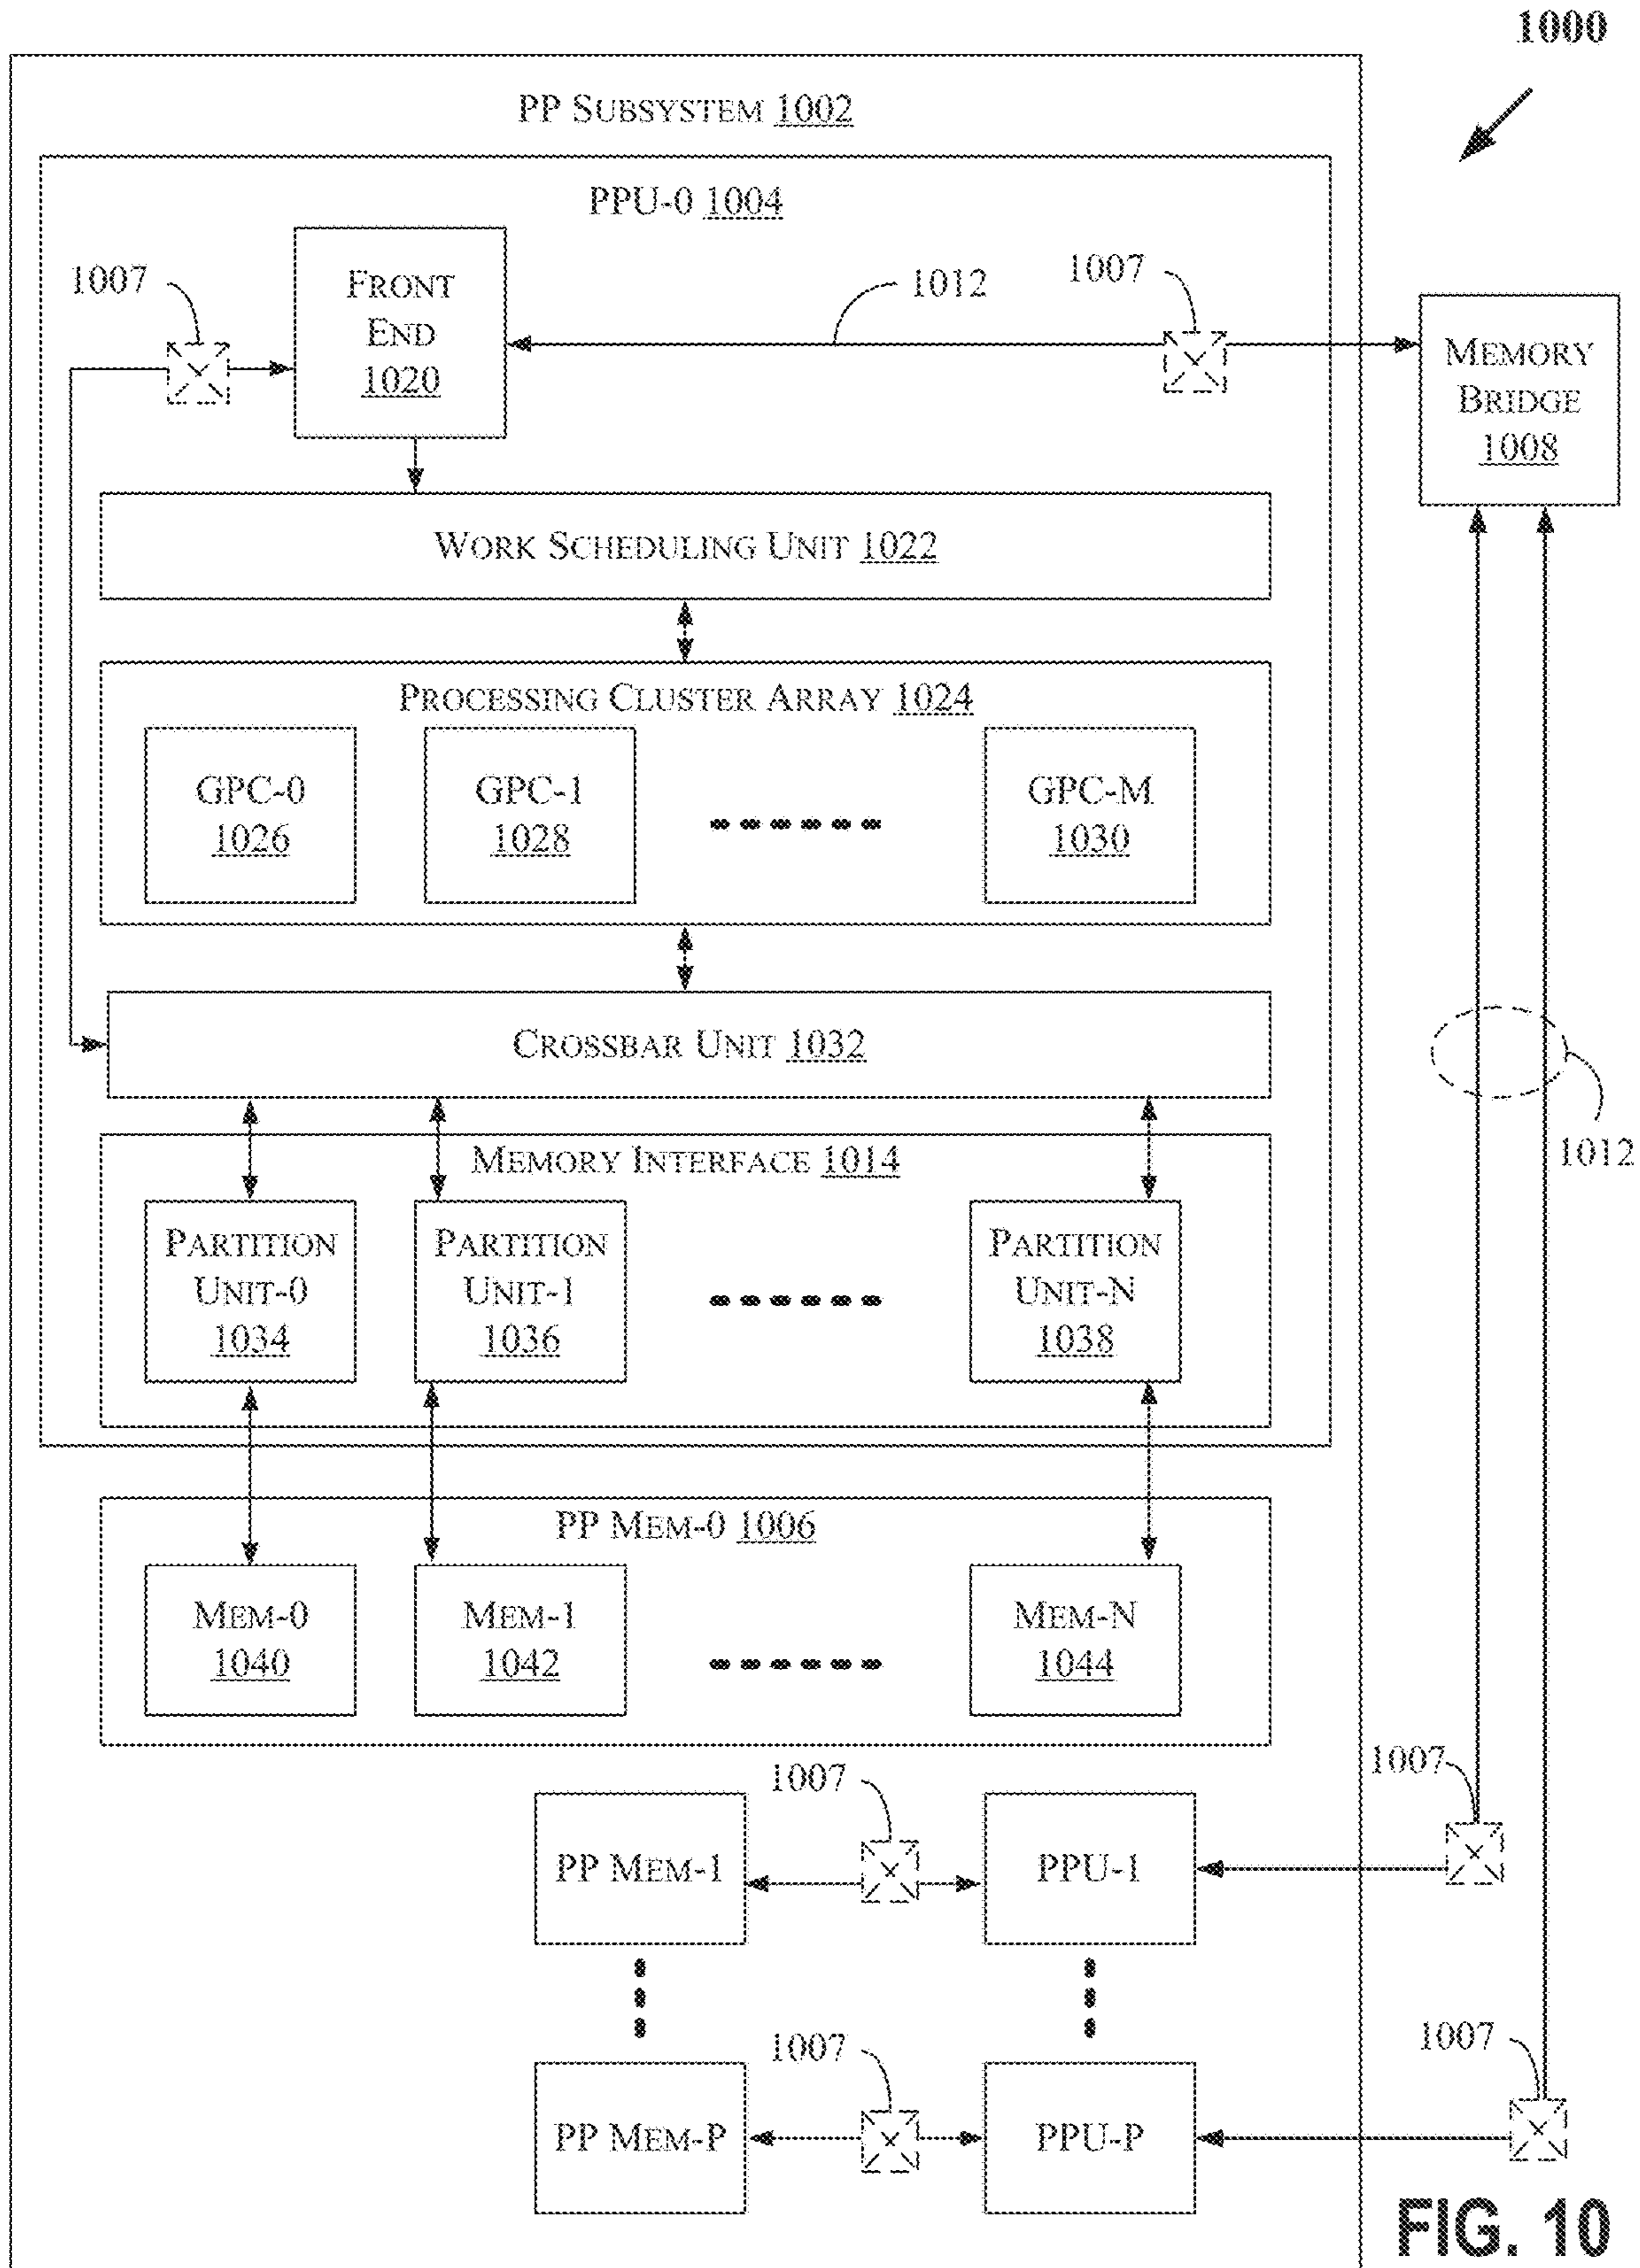 1000
PP SUBSYSTEM 1002
PPU-0 1004
1007
FRONT
END
1020
1012
1007
MEMORY
BRIDGE
1008
WORK SCHEDULING UNIT 1022
PROCESSING CLUSTER ARRAY 1024
GPC-0
1026
GPC-1
1028
GPC-M
1030
CROSSBAR UNIT 1032
1012
MEMORY INTERFACE 1014
PARTITION
UNIT-0
1034
PARTITION
UNIT-1
1036
PARTITION
UNIT-N
1038
PP MEM-0 1006
MEM-0
1040
MEM-1
1042
MEM-N
1044
1007
1007
PP MEM-1
PPU-1
1007
1007
PP MEM-P
PPU-P
FIG. 10